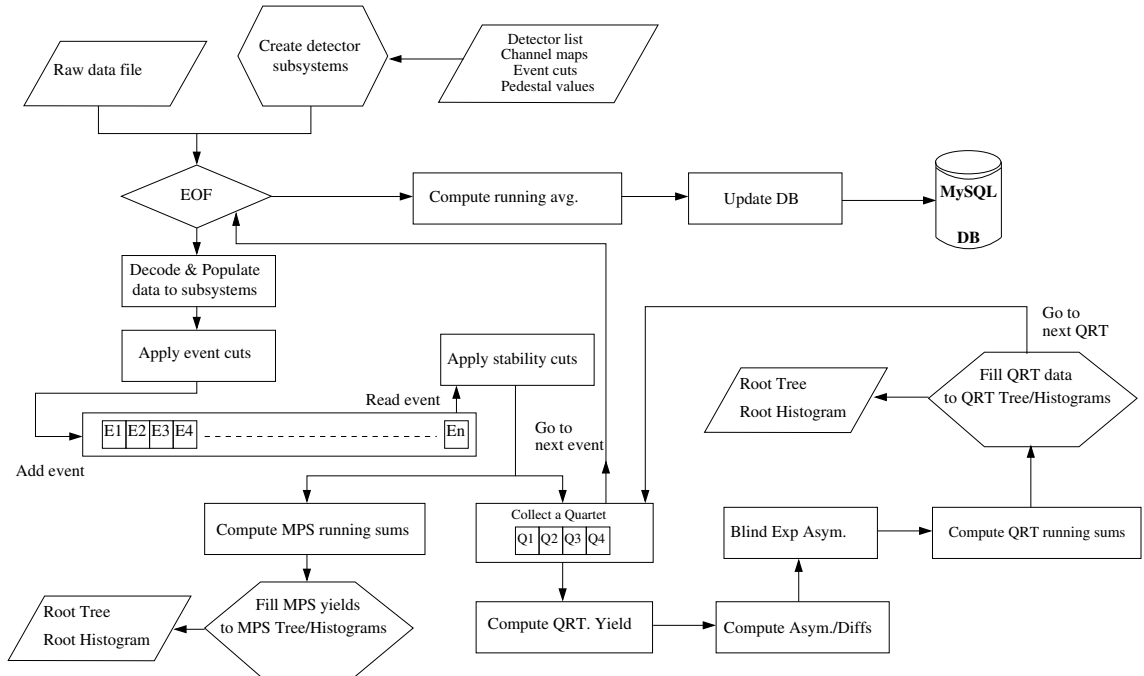 Raw data file
Create detector
subsystems
Detector list
Channel maps
Event cuts
Pedestal values
EOF
Compute running avg.
Update DB
MySQL
DB
Decode & Populate
data to subsystems
Apply event cuts
Apply stability cuts
Read event
Go to
next event
Go to
next QRT
Root Tree
Root Histogram
Fill QRT data
to QRT Tree/Histograms
E1 E2 E3 E4 En
Add event
Compute MPS running sums
Collect a Quartet
Q1 Q2 Q3 Q4
Blind Exp Asym.
Compute QRT running sums
Root Tree
Root Histogram
Fill MPS yields
to MPS Tree/Histograms
Compute QRT. Yield
Compute Asym./Diffs